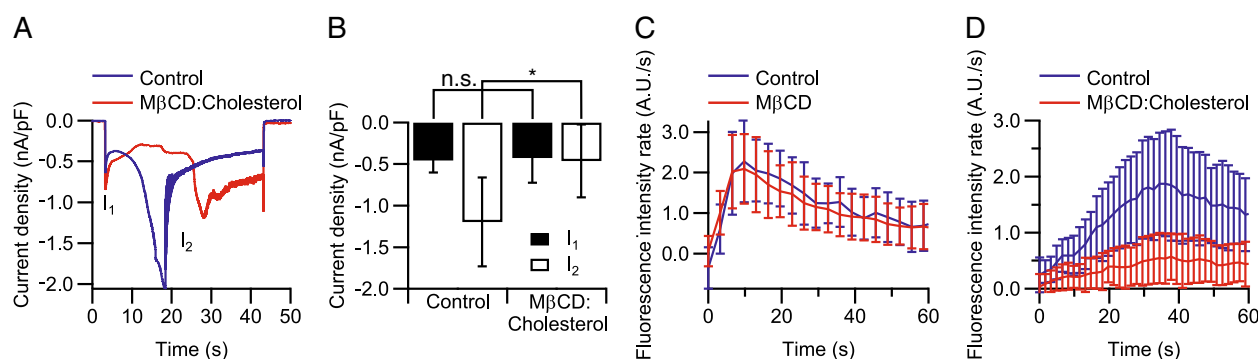 A
Control
MβCD:Cholesterol
Current density (nA/pF)
0.0
−0.5
−1.0
−1.5
−2.0
I1
I2
0
10
20
30
40
50
Time (s)
B
n.s.
*
Current density (nA/pF)
0.0
−0.5
−1.0
−1.5
−2.0
I1
I2
Control
MβCD:
Cholesterol
C
Control
MβCD
Fluorescence intensity rate (A.U./s)
3.0
2.0
1.0
0.0
0
20
40
60
Time (s)
D
Control
MβCD:Cholesterol
Fluorescence intensity rate (A.U./s)
3.0
2.0
1.0
0.0
0
20
40
60
Time (s)